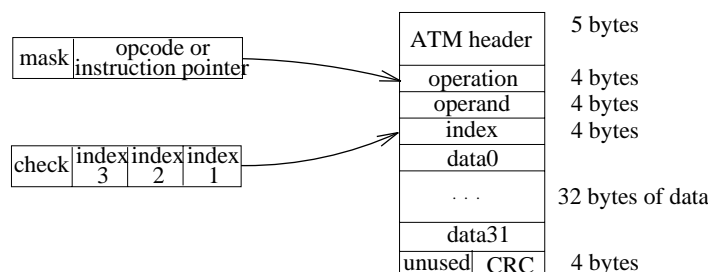 mask
opcode or
instruction pointer
check
index index index
3 2 1
ATM header 5 bytes
operation 4 bytes
operand 4 bytes
index 4 bytes
data0
. . . 32 bytes of data
data31
unused CRC 4 bytes